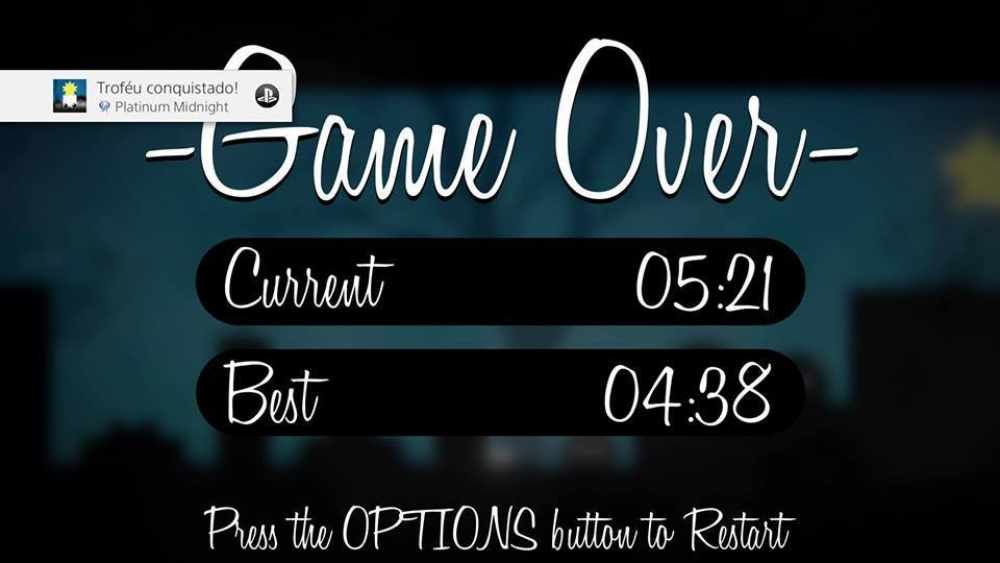 Troféu conquistado!
Platinum Midnight
-Game Over-
Current 05:21
Best 04:38
Press the OPTIONS button to Restart